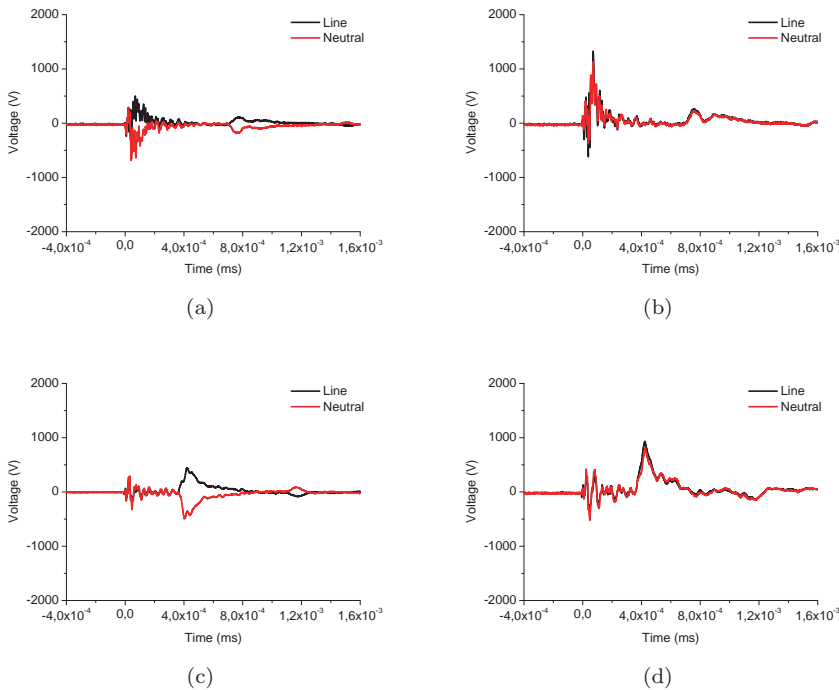 2000
1000
0
-1000
-2000
Voltage (V)
Line
Neutral
-4,0x10⁻⁴ 0,0 4,0x10⁻⁴ 8,0x10⁻⁴ 1,2x10⁻³ 1,6x10⁻³
Time (ms)
(a)
2000
1000
0
-1000
-2000
Voltage (V)
Line
Neutral
-4,0x10⁻⁴ 0,0 4,0x10⁻⁴ 8,0x10⁻⁴ 1,2x10⁻³ 1,6x10⁻³
Time (ms)
(b)
2000
1000
0
-1000
-2000
Voltage (V)
Line
Neutral
-4,0x10⁻⁴ 0,0 4,0x10⁻⁴ 8,0x10⁻⁴ 1,2x10⁻³ 1,6x10⁻³
Time (ms)
(c)
2000
1000
0
-1000
-2000
Voltage (V)
Line
Neutral
-4,0x10⁻⁴ 0,0 4,0x10⁻⁴ 8,0x10⁻⁴ 1,2x10⁻³ 1,6x10⁻³
Time (ms)
(d)